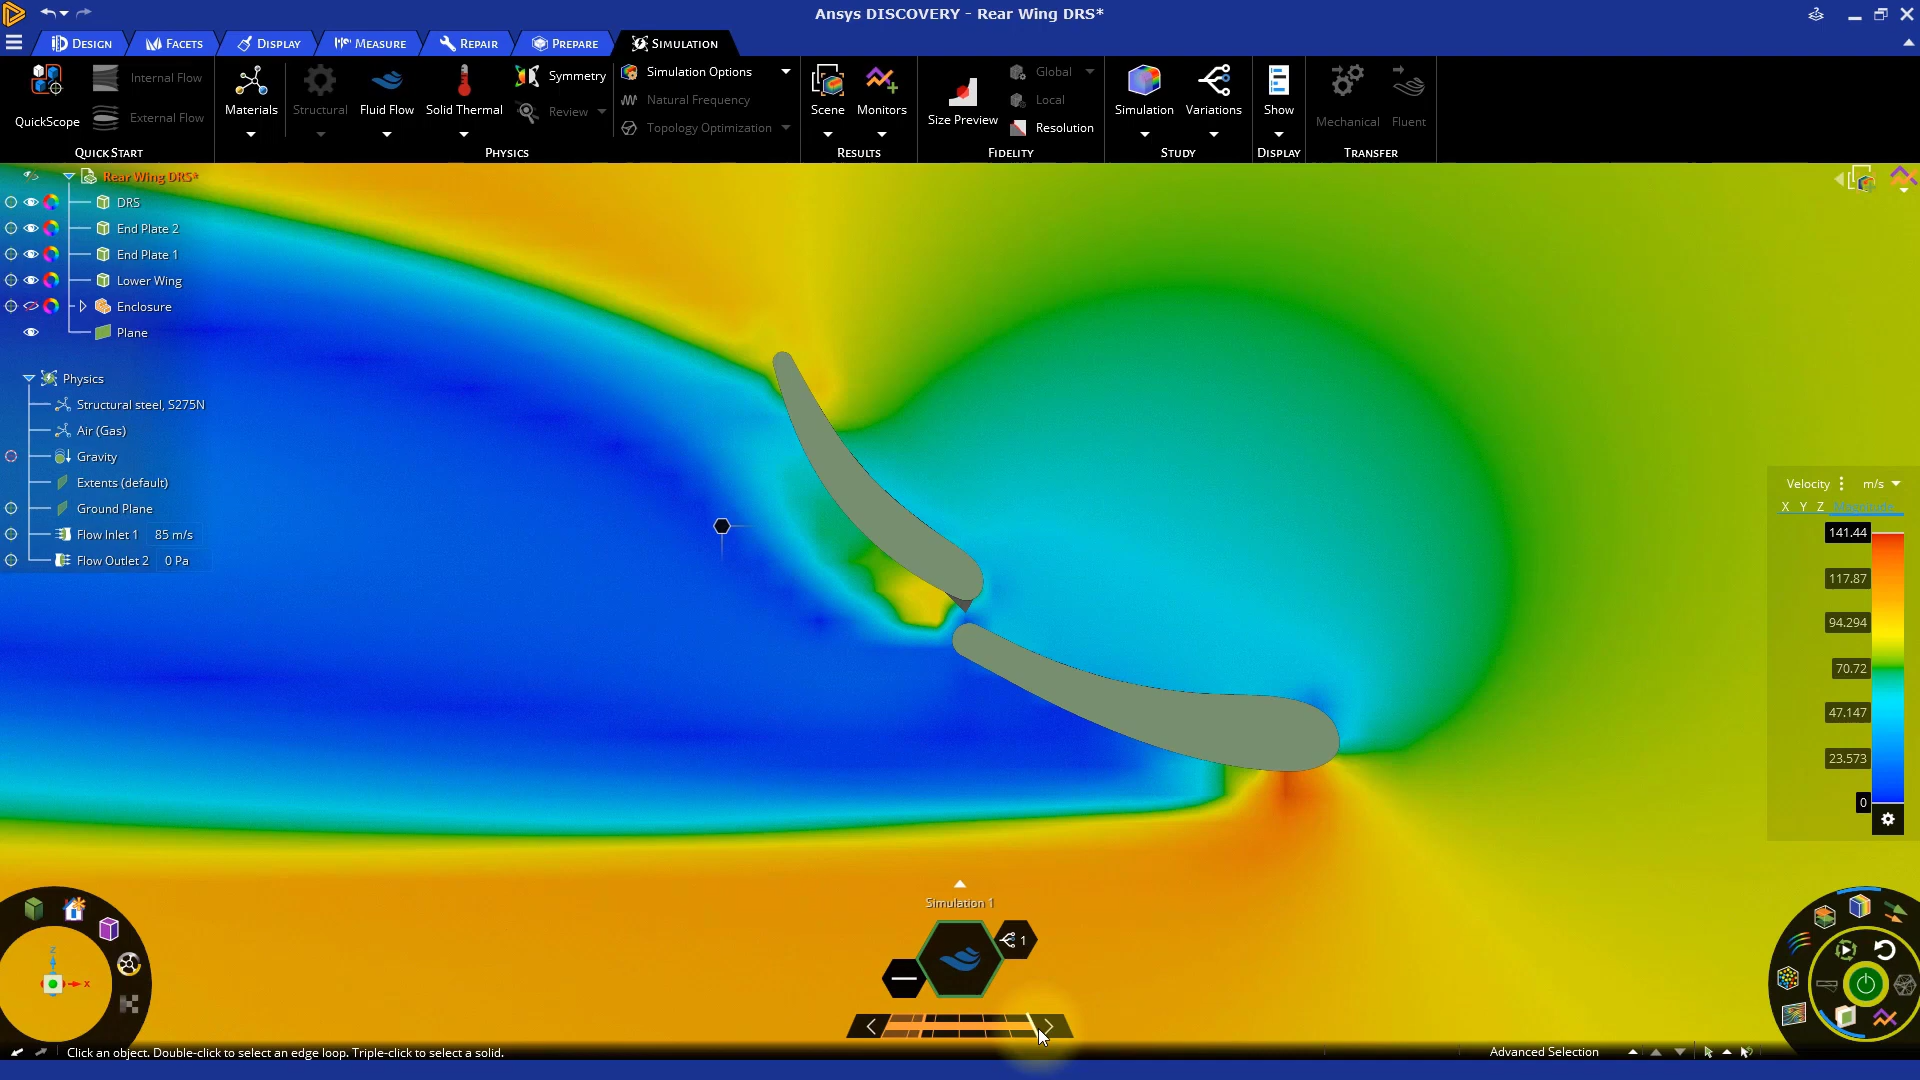 Ansys DISCOVERY - Rear Wing DRS*
DESIGN FACETS DISPLAY MEASURE REPAIR PREPARE SIMULATION
QuickScope
Internal Flow
External Flow
Materials
Structural
Fluid Flow
Solid Thermal
Symmetry
Review
Simulation Options
Natural Frequency
Topology Optimization
Scene
Monitors
Size Preview
Global
Local
Resolution
Simulation
Variations
Show
Mechanical
Fluent
QUICK START PHYSICS RESULTS FIDELITY STUDY DISPLAY TRANSFER
Rear Wing DRS*
DRS
End Plate 2
End Plate 1
Lower Wing
Enclosure
Plane
Physics
Structural steel, S275N
Air (Gas)
Gravity
Extents (default)
Ground Plane
Flow Inlet 1 85 m/s
Flow Outlet 2 0 Pa
Velocity m/s
X Y Z Magnitude
141.44
117.87
94.294
70.72
47.147
23.573
0
Simulation 1
1
Z
X
Click an object. Double-click to select an edge loop. Triple-click to select a solid.
Advanced Selection